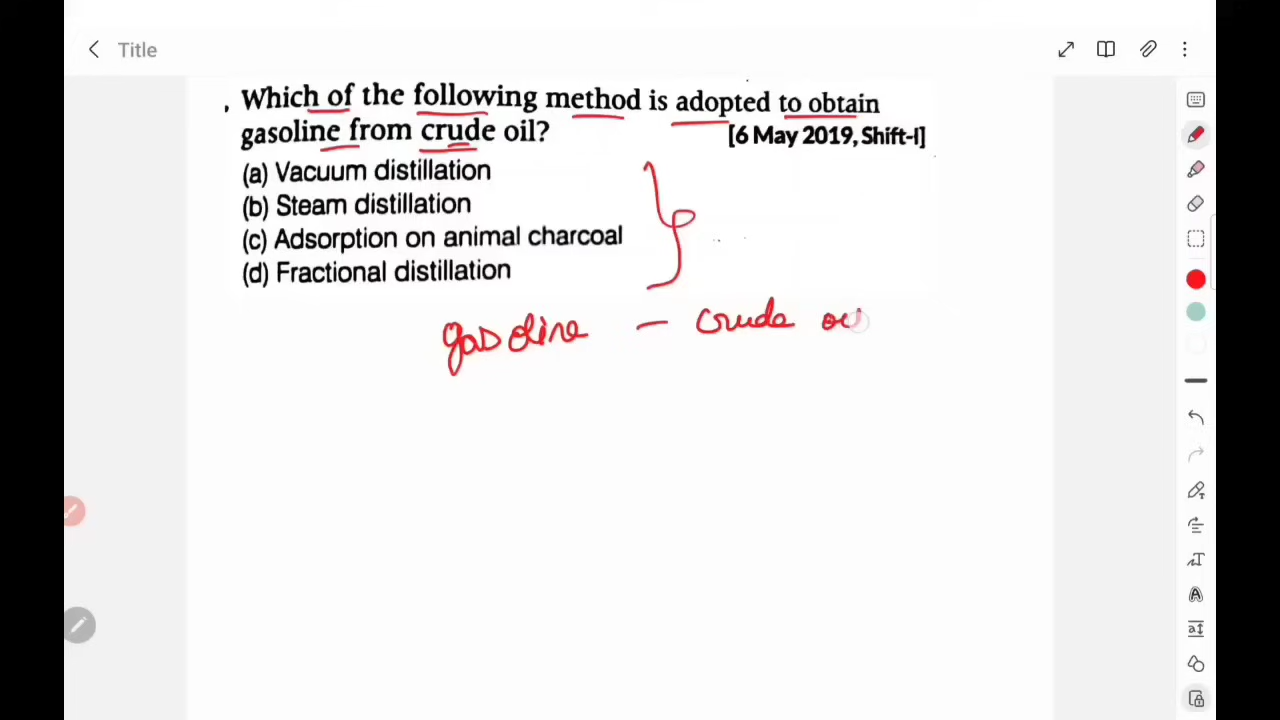 Title
. Which of the following method is adopted to obtain
gasoline from crude oil?
[6 May 2019, Shift-I]
(a) Vacuum distillation
(b) Steam distillation
(c) Adsorption on animal charcoal
(d) Fractional distillation
gasoline — crude oi